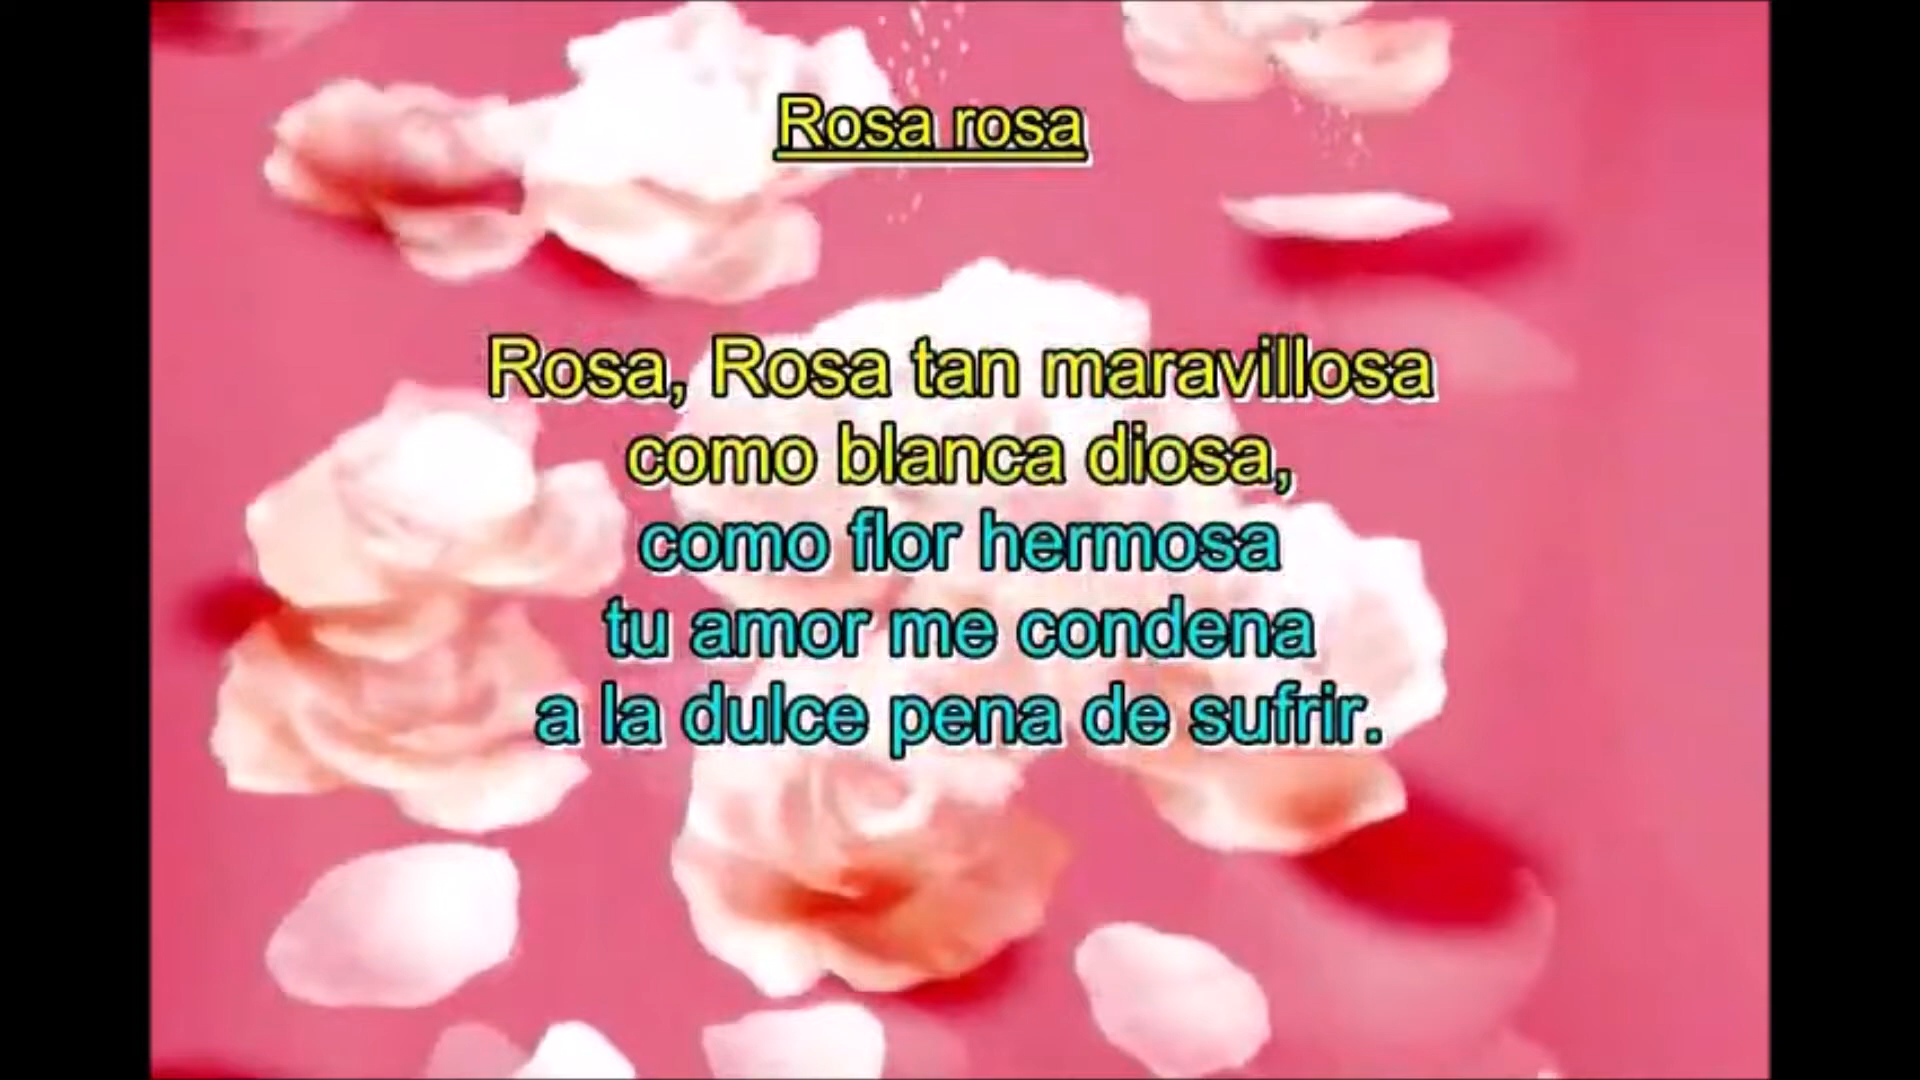 Rosa rosa
Rosa, Rosa tan maravillosa
como blanca diosa,
como flor hermosa
tu amor me condena
a la dulce pena de sufrir.